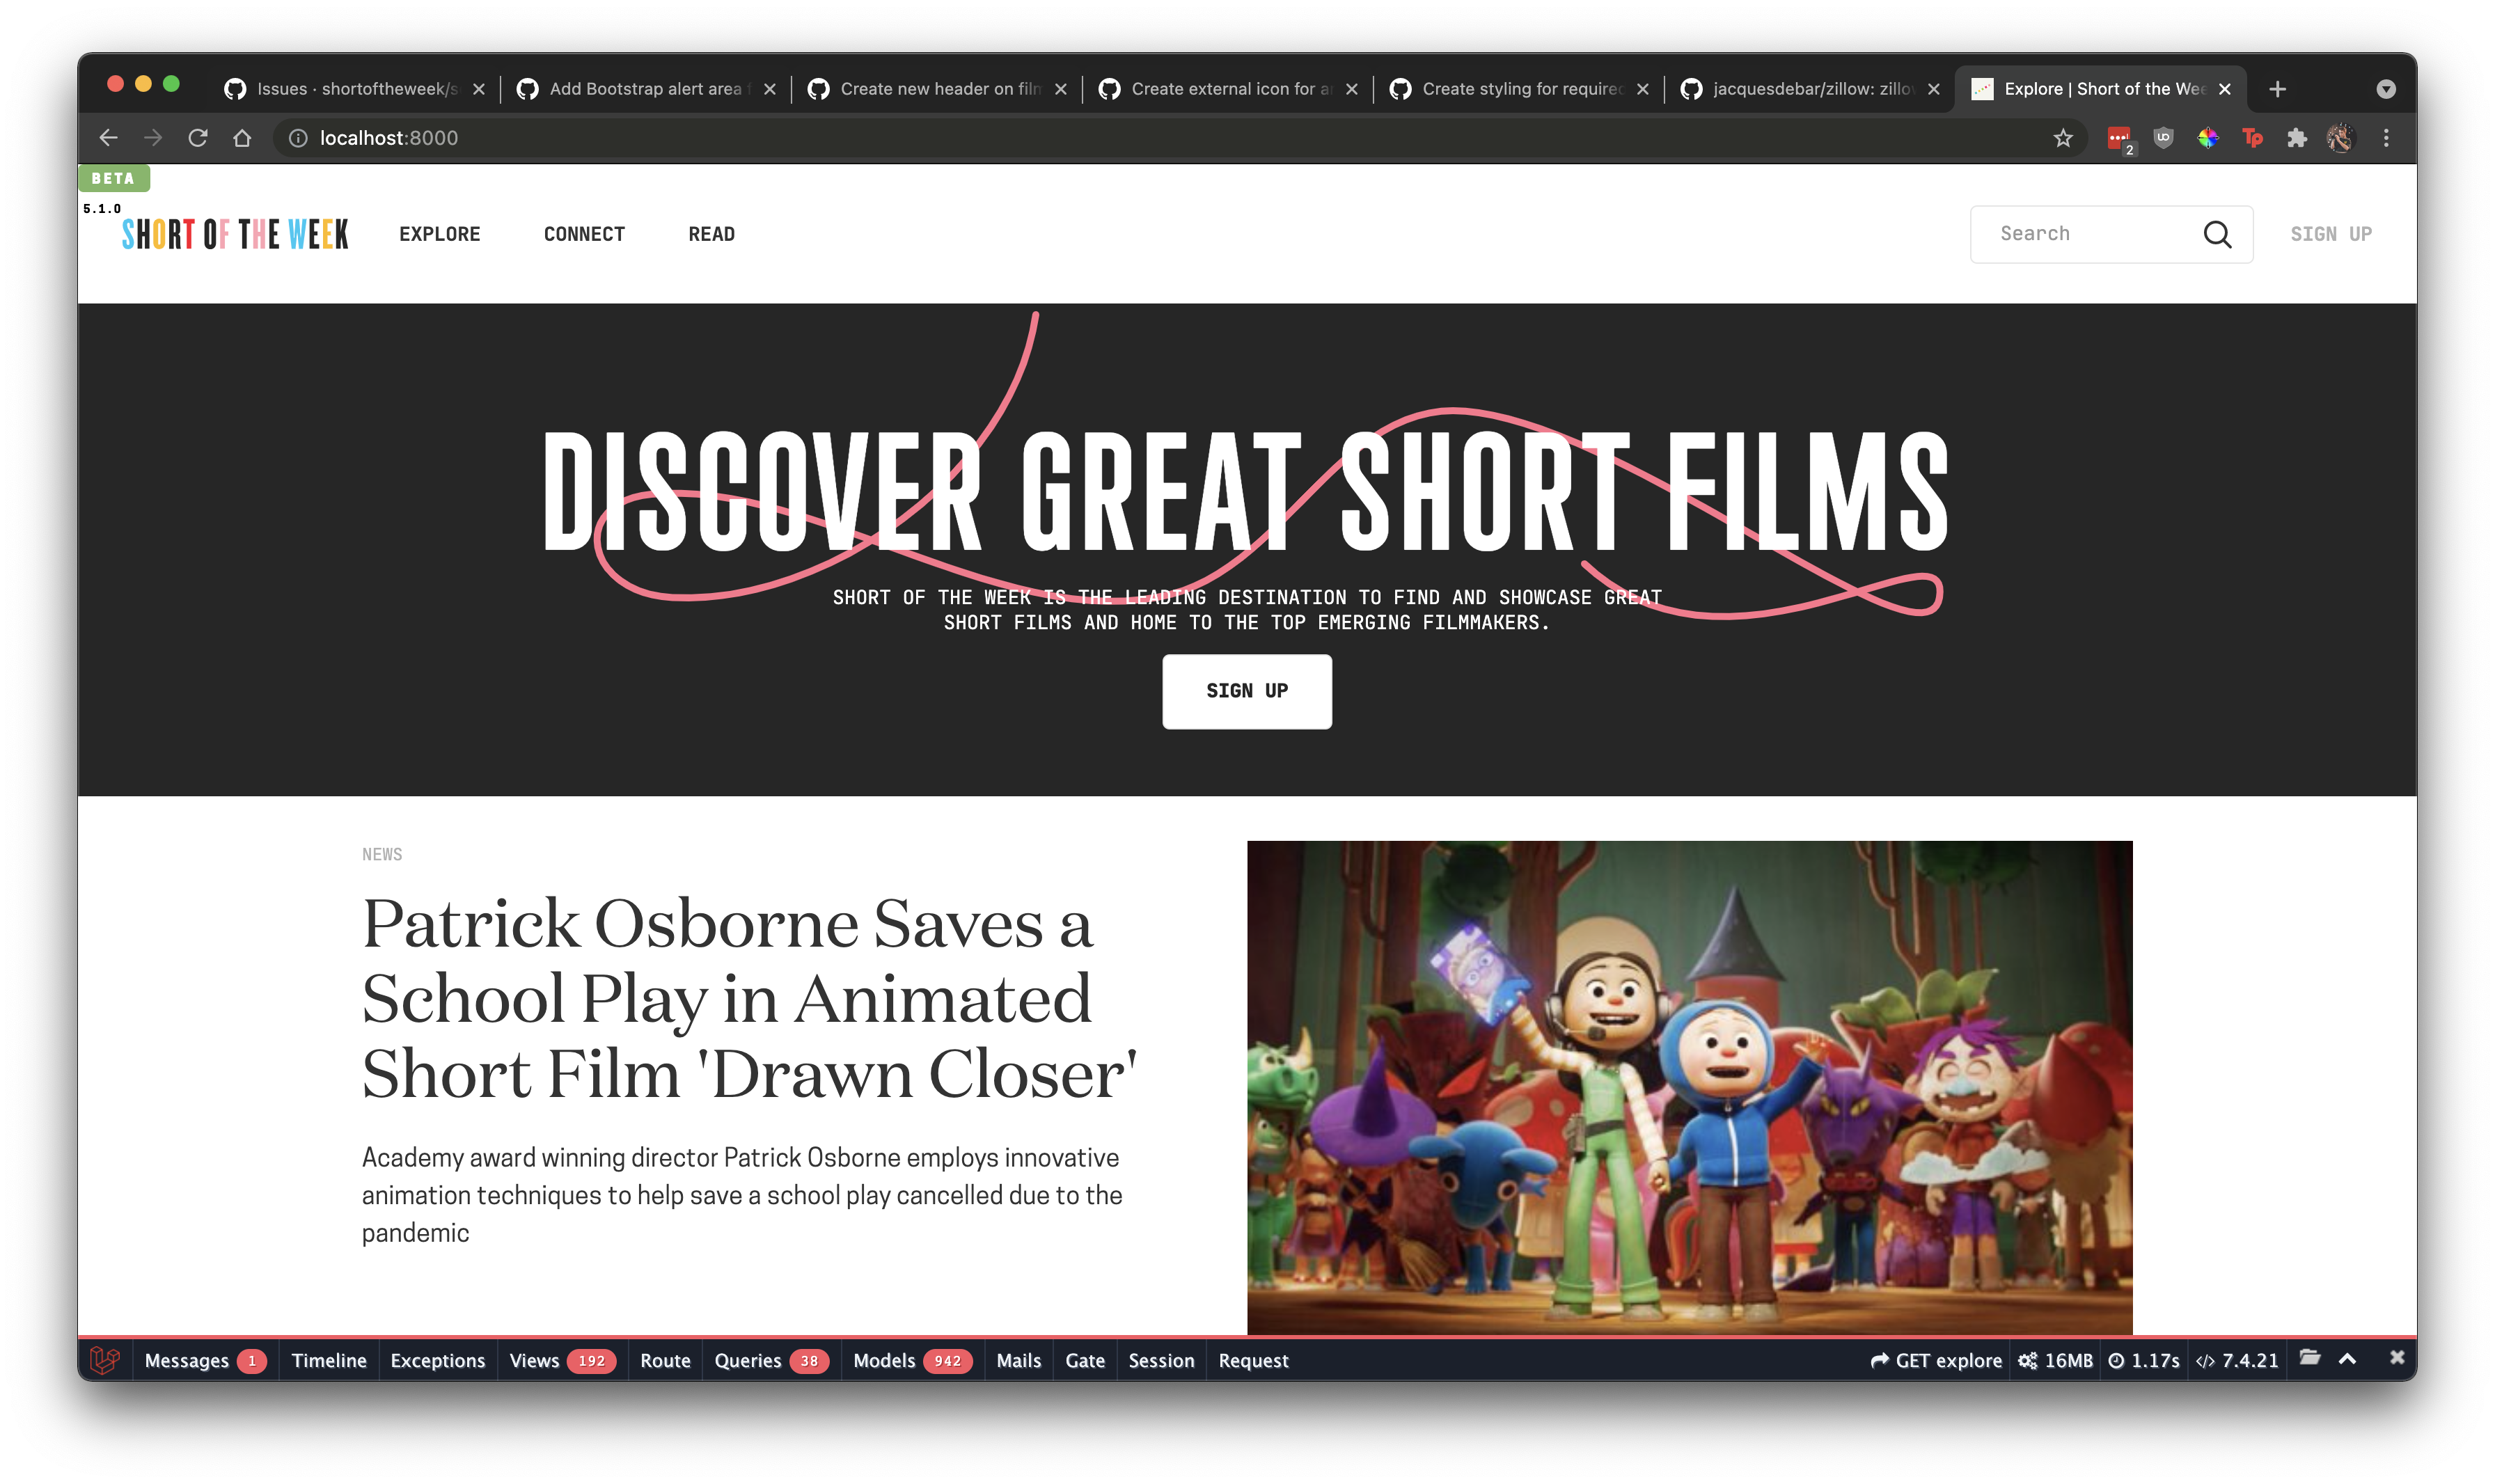 Issues · shortoftheweek/s
Add Bootstrap alert area f
Create new header on film
Create external icon for a
Create styling for required
jacquesdebar/zillow: zillow
Explore | Short of the Wee
localhost:8000
2
BETA
5.1.0
SHORT OF THE WEEK
EXPLORE
CONNECT
READ
Search
SIGN UP
DISCOVER GREAT SHORT FILMS
SHORT OF THE WEEK IS THE LEADING DESTINATION TO FIND AND SHOWCASE GREAT
SHORT FILMS AND HOME TO THE TOP EMERGING FILMMAKERS.
SIGN UP
NEWS
Patrick Osborne Saves a
School Play in Animated
Short Film 'Drawn Closer'
Academy award winning director Patrick Osborne employs innovative
animation techniques to help save a school play cancelled due to the
pandemic
Messages 1
Timeline
Exceptions
Views 192
Route
Queries 38
Models 942
Mails
Gate
Session
Request
GET explore
16MB
1.17s
7.4.21